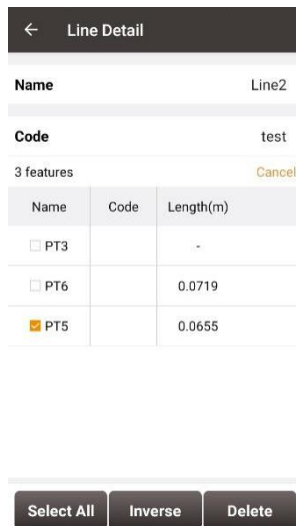 Line Detail
Name Line2
Code test
3 features Cancel
Name Code Length(m)
PT3 -
PT6 0.0719
PT5 0.0655
Select All Inverse Delete